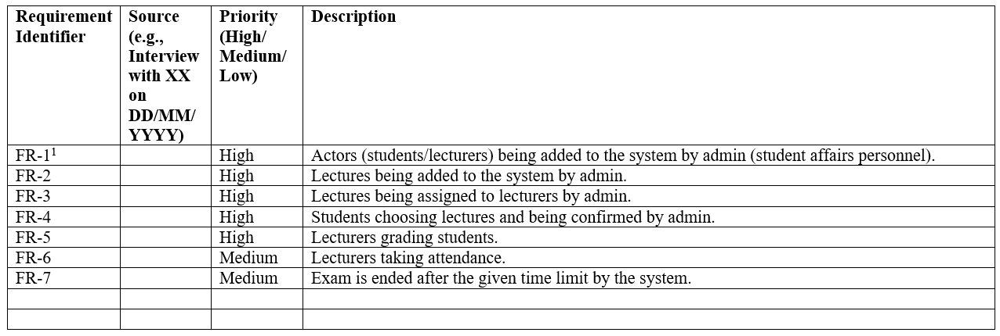 Requirement Identifier | Source (e.g., Interview with XX on DD/MM/YYYY) | Priority (High/Medium/Low) | Description
FR-1¹ | | High | Actors (students/lecturers) being added to the system by admin (student affairs personnel).
FR-2 | | High | Lectures being added to the system by admin.
FR-3 | | High | Lectures being assigned to lecturers by admin.
FR-4 | | High | Students choosing lectures and being confirmed by admin.
FR-5 | | High | Lecturers grading students.
FR-6 | | Medium | Lecturers taking attendance.
FR-7 | | Medium | Exam is ended after the given time limit by the system.